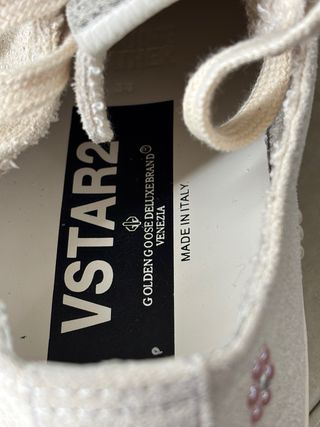 VSTAR2
GOLDEN GOOSE DELUXE BRAND®
VENEZIA
MADE IN ITALY.